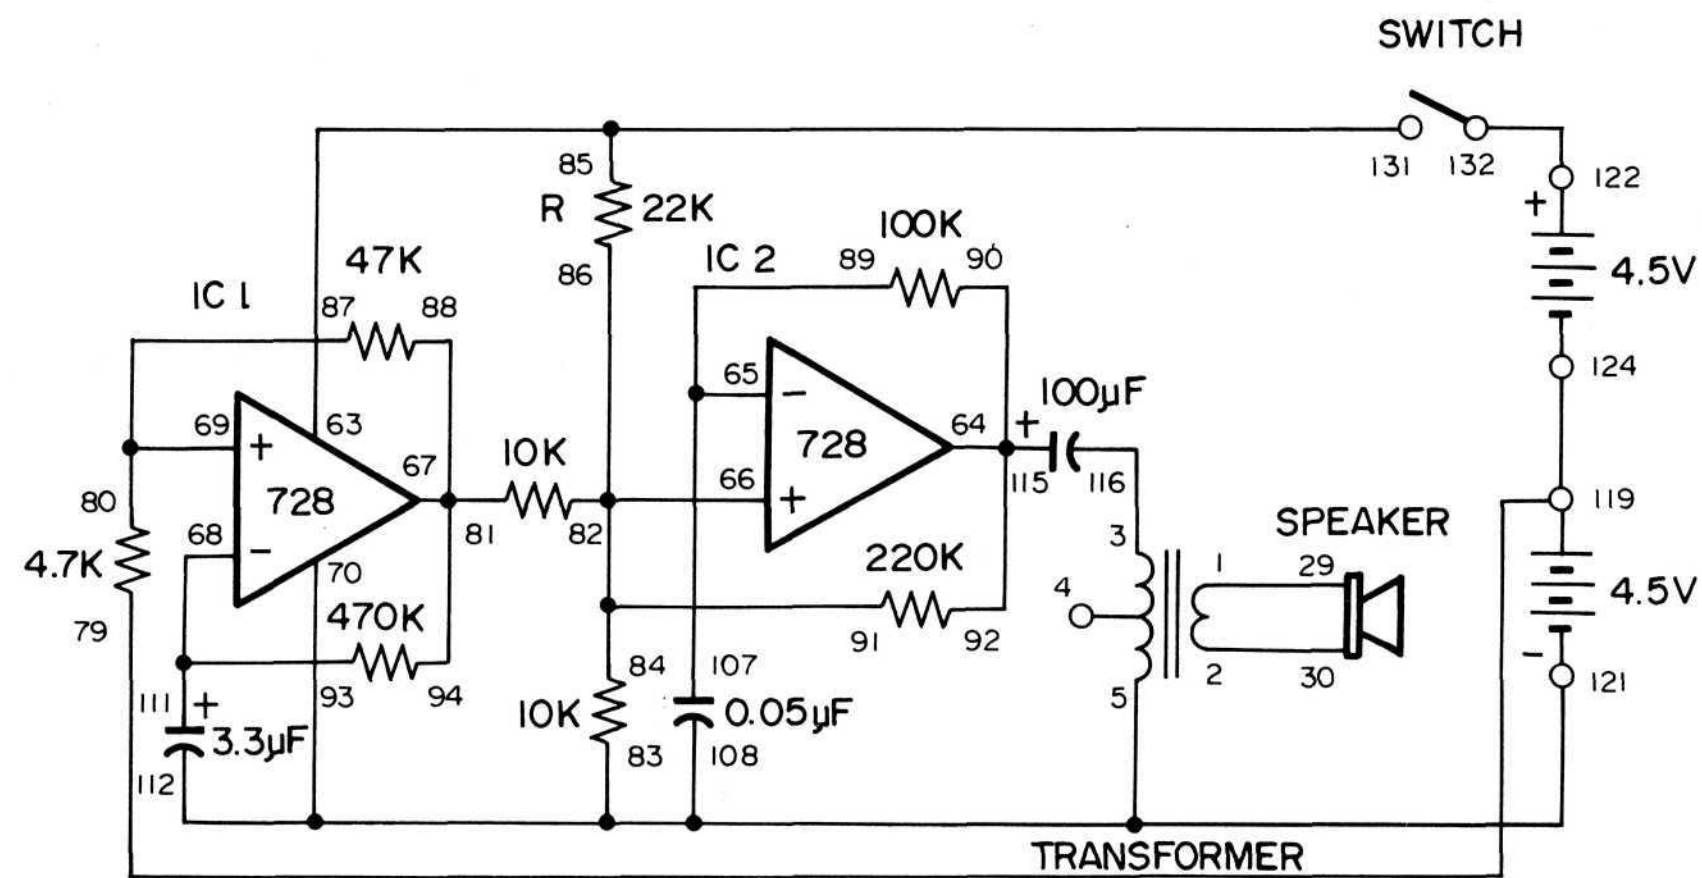 SWITCH
131 132
122
+
4.5V
124
119
4.5V
-
121
85
R 22K
86
47K
87 88
IC 1
IC 2
100K
89 90
69 + 63
728
67
68 -
70
80
4.7K
79
470K
93 94
111 +
3.3µF
112
10K
81 82
65 -
728
64
66 +
+ 100µF
115 116
220K
91 92
84
10K
83
107
0.05µF
108
3
4
5
1
2
SPEAKER
29
30
TRANSFORMER